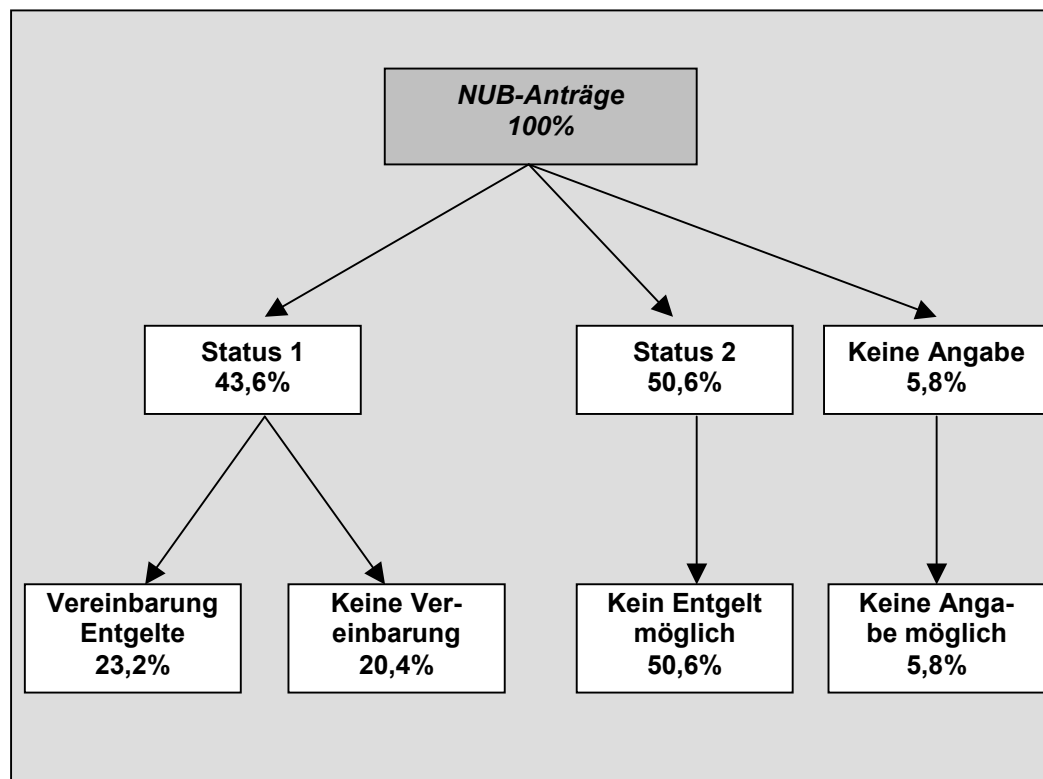 NUB-Anträge
100%
Status 1
43,6%
Status 2
50,6%
Keine Angabe
5,8%
Vereinbarung
Entgelte
23,2%
Keine Ver-
einbarung
20,4%
Kein Entgelt
möglich
50,6%
Keine Anga-
be möglich
5,8%